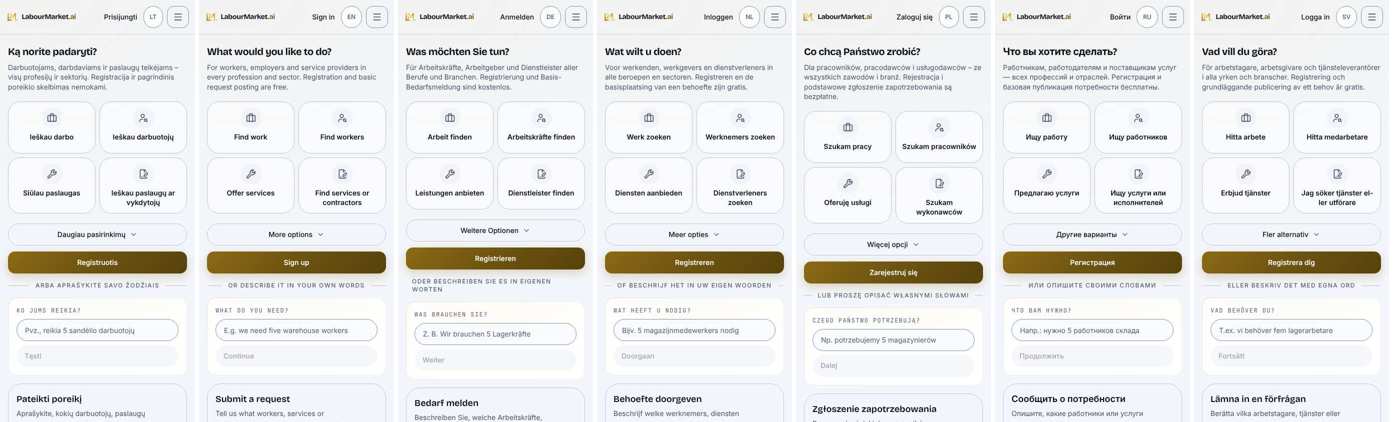 LabourMarket.ai
Prisijungti
LT
Ką norite padaryti?
Darbuotojams, darbdaviams ir paslaugų teikėjams –
visų profesijų ir sektorių. Registracija ir pagrindinis
poreikio skelbimas nemokami.
Ieškau darbo
Ieškau darbuotojų
Siūlau paslaugas
Ieškau paslaugų ar
vykdytojų
Daugiau pasirinkimų
Registruotis
ARBA APRAŠYKITE SAVO ŽODŽIAIS
KO JUMS REIKIA?
Pvz., reikia 5 sandėlio darbuotojų
Tęsti
Pateikti poreikį
Aprašykite, kokių darbuotojų, paslaugų
LabourMarket.ai
Sign in
EN
What would you like to do?
For workers, employers and service providers in
every profession and sector. Registration and basic
request posting are free.
Find work
Find workers
Offer services
Find services or
contractors
More options
Sign up
OR DESCRIBE IT IN YOUR OWN WORDS
WHAT DO YOU NEED?
E.g. we need five warehouse workers
Continue
Submit a request
Tell us what workers, services or
LabourMarket.ai
Anmelden
DE
Was möchten Sie tun?
Für Arbeitskräfte, Arbeitgeber und Dienstleister aller
Berufe und Branchen. Registrierung und Basis-
Bedarfsmeldung sind kostenlos.
Arbeit finden
Arbeitskräfte finden
Leistungen anbieten
Dienstleister finden
Weitere Optionen
Registrieren
ODER BESCHREIBEN SIE ES IN EIGENEN
WORTEN
WAS BRAUCHEN SIE?
Z. B. Wir brauchen 5 Lagerkräfte
Weiter
Bedarf melden
Beschreiben Sie, welche Arbeitskräfte,
LabourMarket.ai
Inloggen
NL
Wat wilt u doen?
Voor werkenden, werkgevers en dienstverleners in
alle beroepen en sectoren. Registreren en de
basisplaatsing van een behoefte zijn gratis.
Werk zoeken
Werknemers zoeken
Diensten aanbieden
Dienstverleners
zoeken
Meer opties
Registreren
OF BESCHRIJF HET IN UW EIGEN WOORDEN
WAT HEEFT U NODIG?
Bijv. 5 magazijnmedewerkers nodig
Doorgaan
Behoefte doorgeven
Beschrijf welke werknemers, diensten
LabourMarket.ai
Zaloguj się
PL
Co chcą Państwo zrobić?
Dla pracowników, pracodawców i usługodawców – ze
wszystkich zawodów i branż. Rejestracja i
podstawowe zgłoszenie zapotrzebowania są
bezpłatne.
Szukam pracy
Szukam pracowników
Oferuję usługi
Szukam
wykonawców
Więcej opcji
Zarejestruj się
LUB PROSZĘ OPISAĆ WŁASNYMI SŁOWAMI
CZEGO PAŃSTWO POTRZEBUJĄ?
Np. potrzebujemy 5 magazynierów
Dalej
Zgłoszenie zapotrzebowania
LabourMarket.ai
Войти
RU
Что вы хотите сделать?
Работникам, работодателям и поставщикам услуг
— всех профессий и отраслей. Регистрация и
базовая публикация потребности бесплатны.
Ищу работу
Ищу работников
Предлагаю услуги
Ищу услуги или
исполнителей
Другие варианты
Регистрация
ИЛИ ОПИШИТЕ СВОИМИ СЛОВАМИ
ЧТО ВАМ НУЖНО?
Напр.: нужно 5 работников склада
Продолжить
Сообщить о потребности
Опишите, какие работники или услуги
LabourMarket.ai
Logga in
SV
Vad vill du göra?
För arbetstagare, arbetsgivare och tjänsteleverantörer
i alla yrken och branscher. Registrering och
grundläggande publicering av ett behov är gratis.
Hitta arbete
Hitta medarbetare
Erbjud tjänster
Jag söker tjänster el-
ler utförare
Fler alternativ
Registrera dig
ELLER BESKRIV DET MED EGNA ORD
VAD BEHÖVER DU?
T.ex. vi behöver fem lagerarbetare
Fortsätt
Lämna in en förfrågan
Berätta vilka arbetstagare, tjänster eller